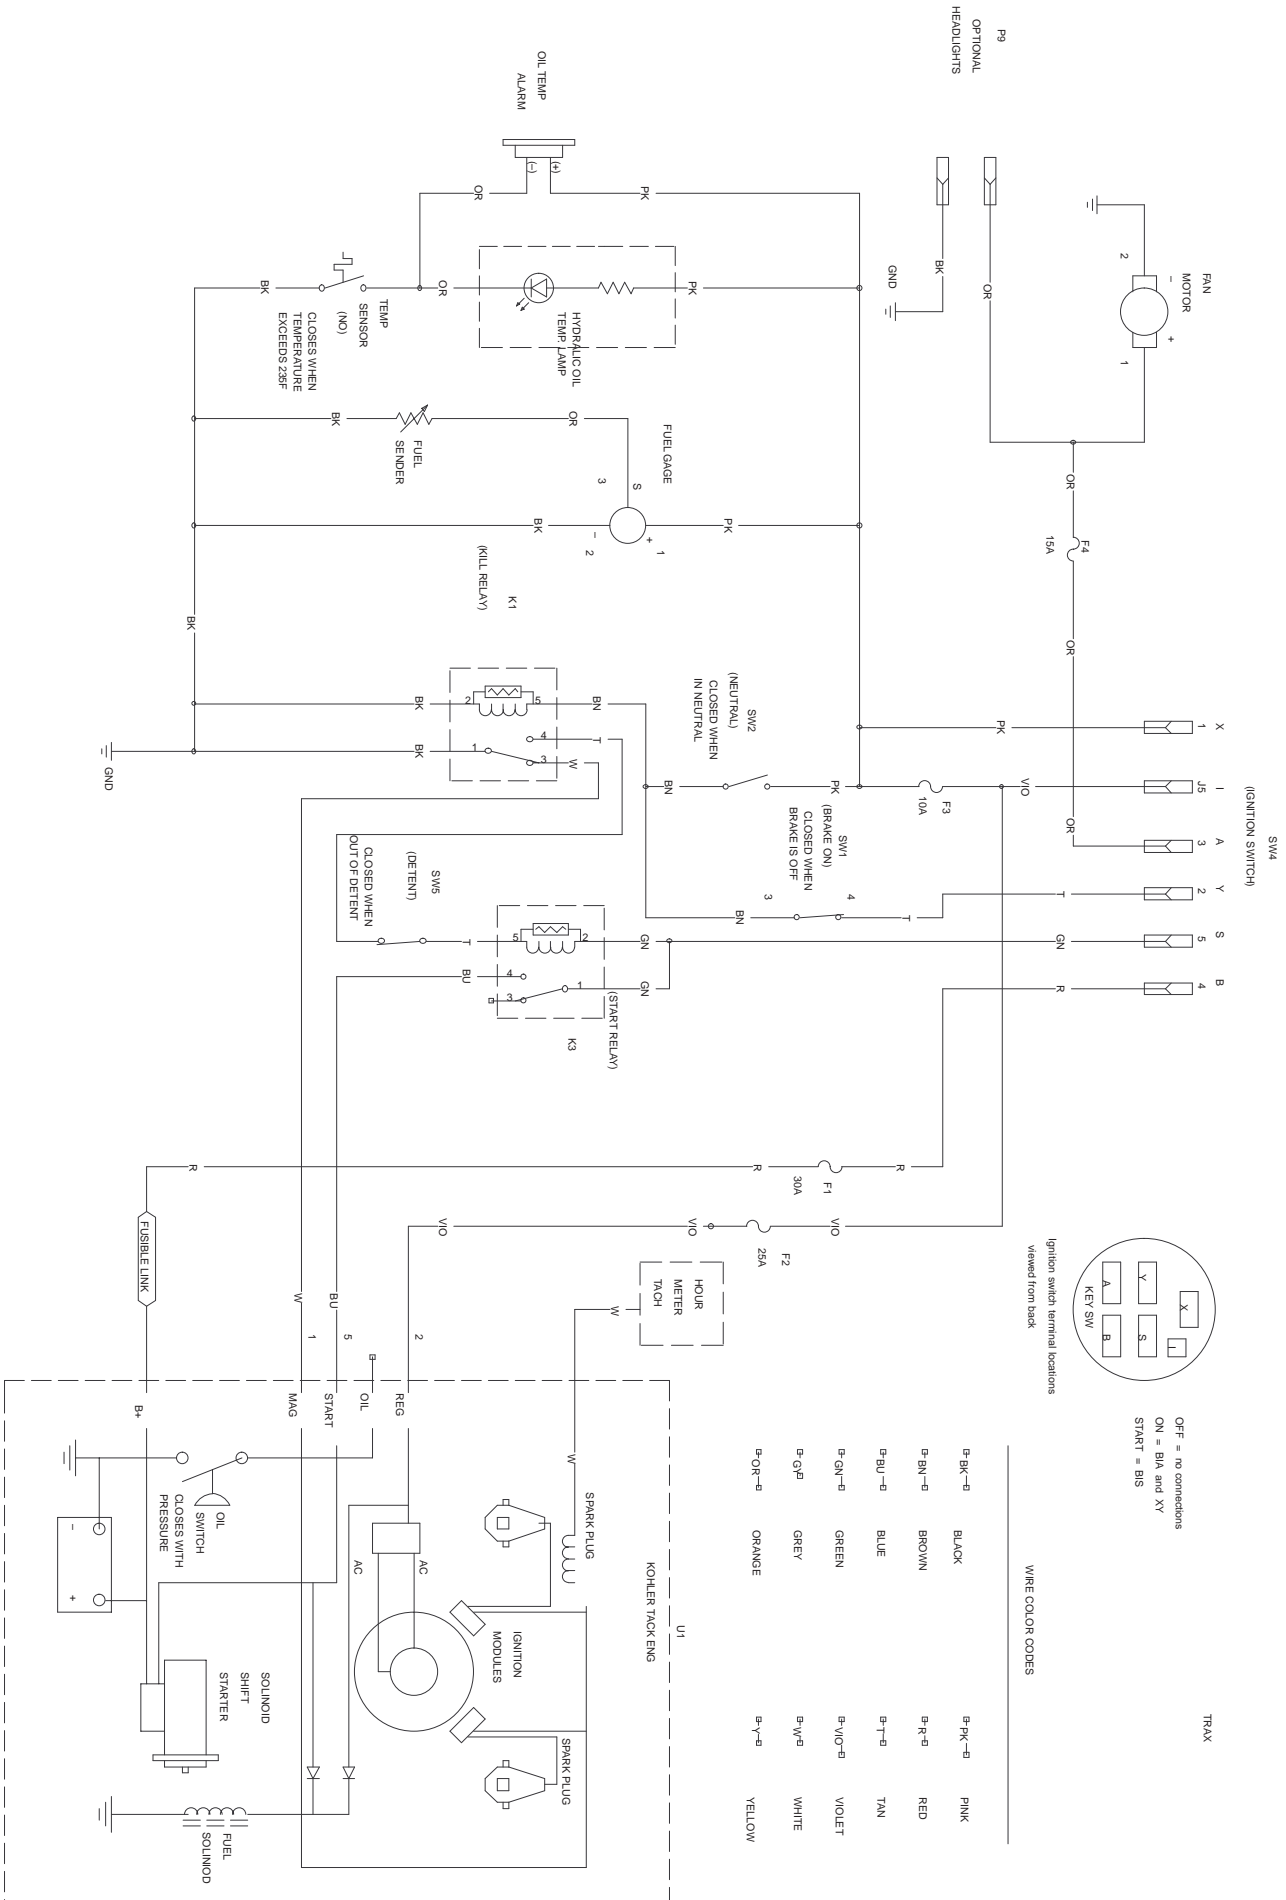 TRAX
SW4
(IGNITION SWITCH)
X
I
A
Y
S
B
1
J5
3
2
5
4
OFF = no connections
ON = BIA and XY
START = BIS
KEY SW
X
I
Y
S
A
B
Ignition switch terminal locations
viewed from back
FAN
MOTOR
-
+
2
1
P9
OPTIONAL
HEADLIGHTS
OR
BK
GND
OR
F4
15A
OR
OR
PK
VIO
T
GN
R
F3
10A
PK
OIL TEMP
ALARM
(+)
(-)
PK
OR
PK
HYDRALIC OIL
TEMP. LAMP
OR
TEMP
SENSOR
(NO)
CLOSES WHEN
TEMPERATURE
EXCEEDS 235F
BK
FUEL GAGE
S
3
+
1
-
2
PK
OR
BK
FUEL
SENDER
BK
BK
SW2
(NEUTRAL)
CLOSED WHEN
IN NEUTRAL
BN
SW1
(BRAKE ON)
CLOSED WHEN
BRAKE IS OFF
4
3
T
BN
K1
(KILL RELAY)
BN
5
2
4
3
1
T
W
BK
BK
GND
SW5
(DETENT)
CLOSED WHEN
OUT OF DETENT
T
5
2
4
3
1
GN
GN
BU
(START RELAY)
K3
R
F1
30A
R
R
VIO
F2
25A
VIO
VIO
FUSIBLE LINK
HOUR
METER
TACH
W
W
W
BU
1
5
2
B+
MAG
START
OIL
REG
WIRE COLOR CODES
BK BLACK
BN BROWN
BU BLUE
GN GREEN
GY GREY
OR ORANGE
PK PINK
R RED
T TAN
VIO VIOLET
W WHITE
Y YELLOW
U1
KOHLER TACK ENG
SPARK PLUG
IGNITION
MODULES
SPARK PLUG
AC
AC
OIL
SWITCH
CLOSES WITH
PRESSURE
-
+
SOLINOID
SHIFT
STARTER
FUEL
SOLINIOD